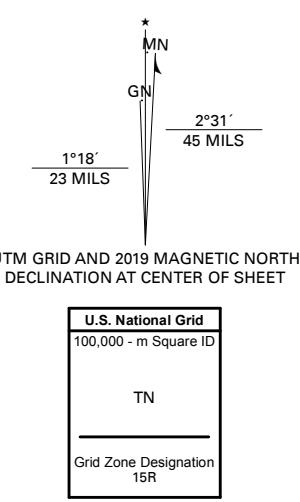 ★
MN
GN
2°31´
45 MILS
1°18´
23 MILS
UTM GRID AND 2019 MAGNETIC NORTH
DECLINATION AT CENTER OF SHEET
U.S. National Grid
100,000 - m Square ID
TN
Grid Zone Designation
15R